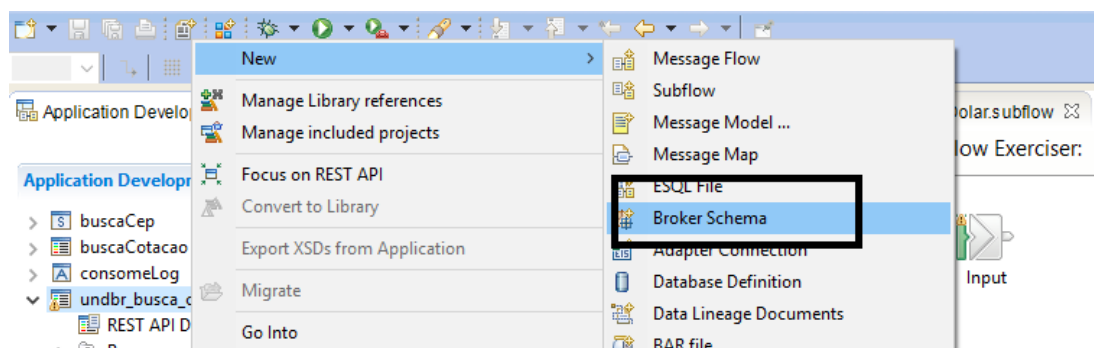 New
Message Flow
Subflow
Manage Library references
Message Model ...
Manage included projects
Message Map
Application Develo
olar.subflow
low Exerciser:
Focus on REST API
ESQL File
Application Developr
Convert to Library
Broker Schema
buscaCep
Export XSDs from Application
Adapter Connection
buscaCotacao
Input
consomeLog
Migrate
Database Definition
undbr_busca_c
Data Lineage Documents
REST API D
Go Into
BAR file